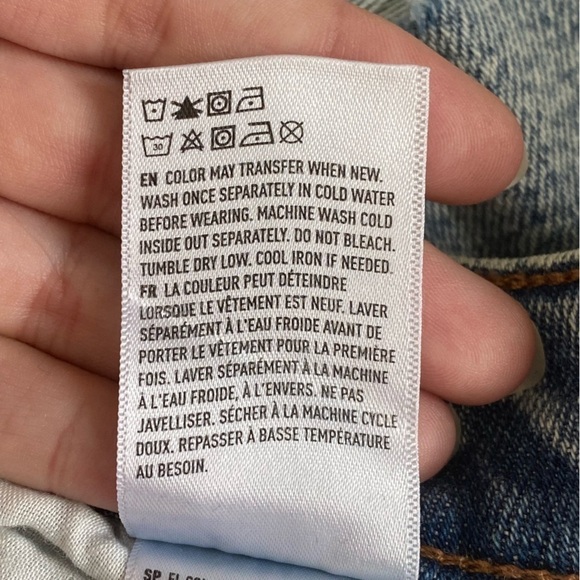 30
EN COLOR MAY TRANSFER WHEN NEW.
WASH ONCE SEPARATELY IN COLD WATER
BEFORE WEARING. MACHINE WASH COLD
INSIDE OUT SEPARATELY. DO NOT BLEACH.
TUMBLE DRY LOW. COOL IRON IF NEEDED.
FR LA COULEUR PEUT DÉTEINDRE
LORSQUE LE VÊTEMENT EST NEUF. LAVER
SÉPARÉMENT À L'EAU FROIDE AVANT DE
PORTER LE VÊTEMENT POUR LA PREMIÈRE
FOIS. LAVER SÉPARÉMENT À LA MACHINE
À L'EAU FROIDE, À L'ENVERS. NE PAS
JAVELLISER. SÉCHER À LA MACHINE CYCLE
DOUX. REPASSER À BASSE TEMPÉRATURE
AU BESOIN.
SP EL